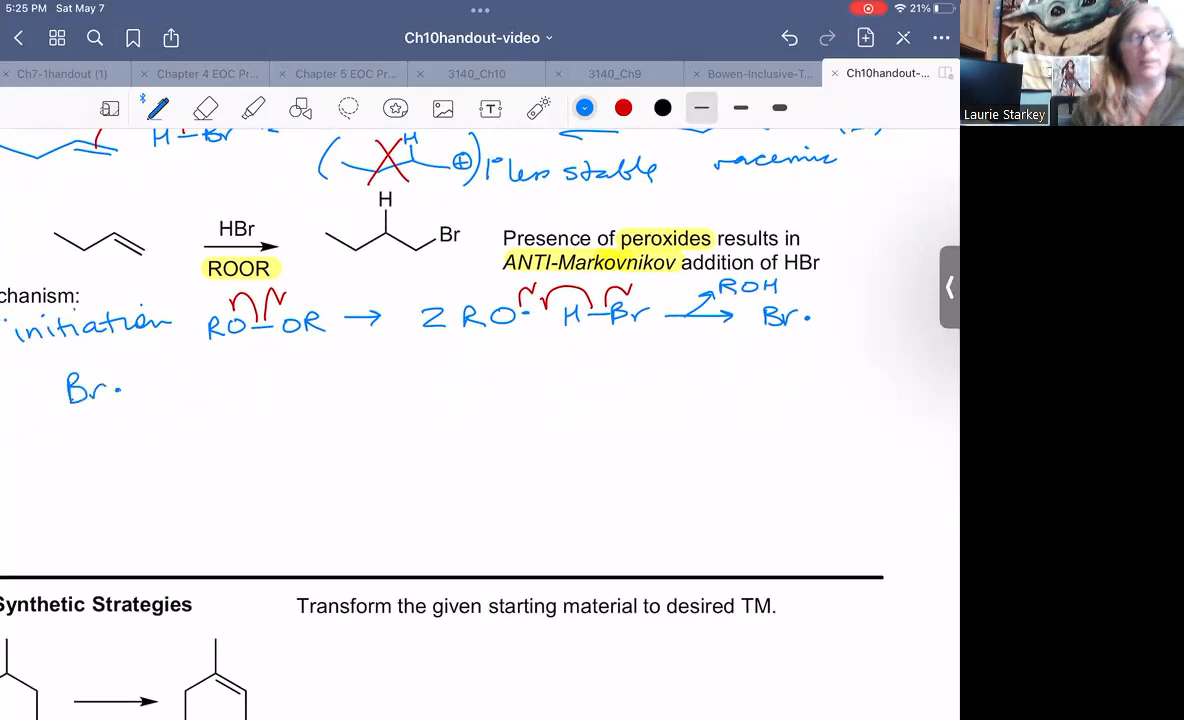 5:25 PM Sat May 7
21%
Ch10handout-video
Ch7-1handout (1)
Chapter 4 EOC Pr...
Chapter 5 EOC Pr...
3140_Ch10
3140_Ch9
Bowen-Inclusive-T...
Ch10handout-...
Laurie Starkey
H-Br
H
1° less stable
racemic
H
HBr
Br
ROOR
Presence of peroxides results in
ANTI-Markovnikov addition of HBr
chanism:
initiation RO-OR → 2 RO· H-Br → Br·
ROH
Br·
Synthetic Strategies
Transform the given starting material to desired TM.